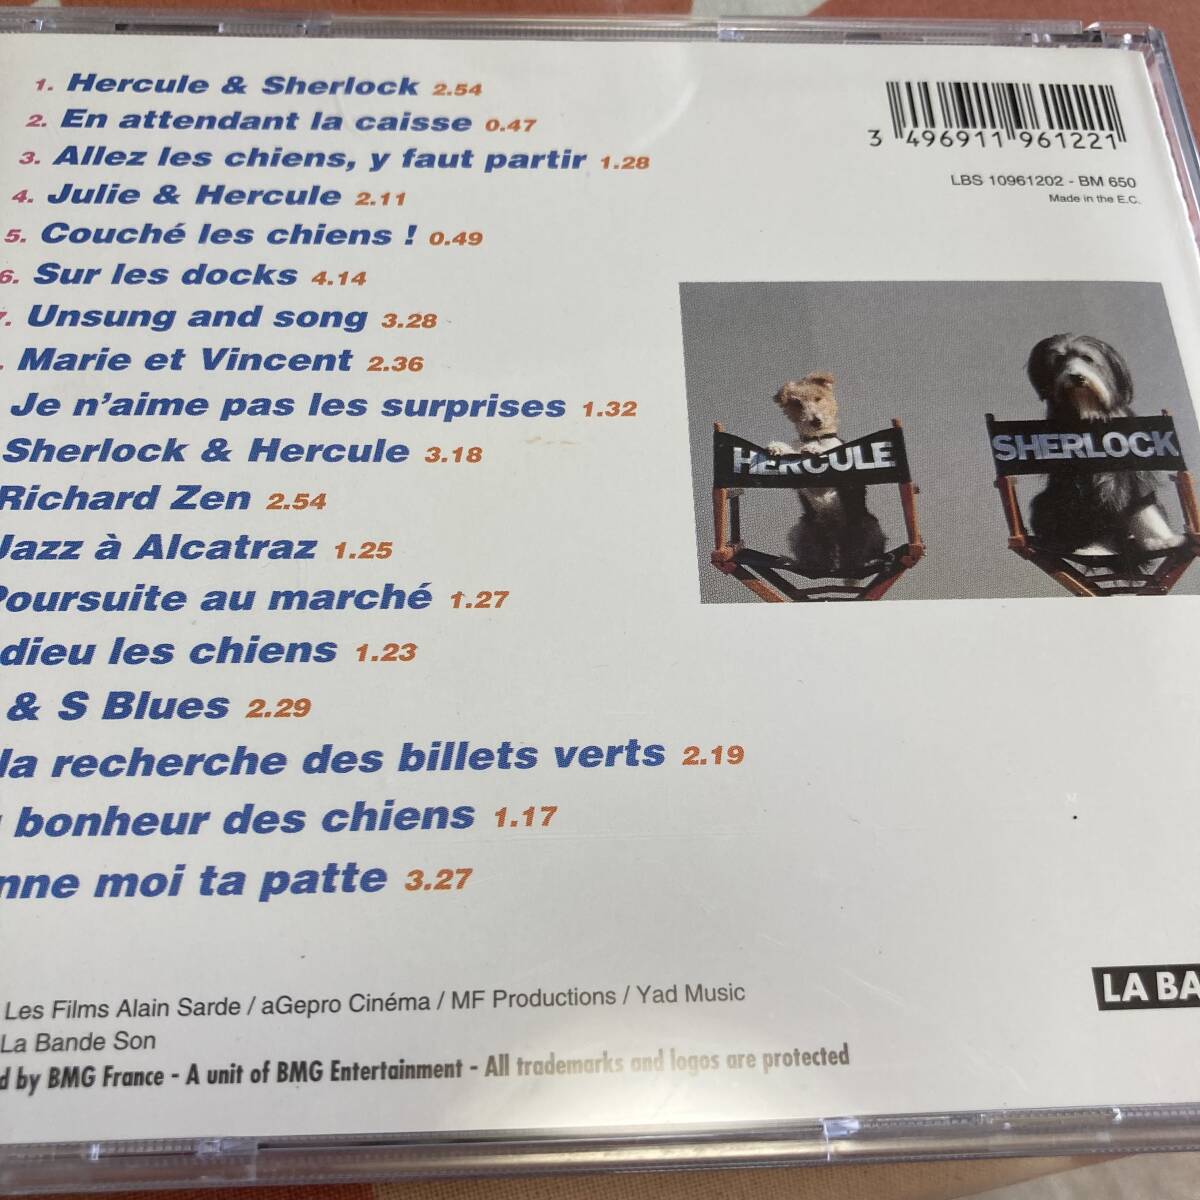 1. Hercule & Sherlock 2.54
2. En attendant la caisse 0.47
3. Allez les chiens, y faut partir 1.28
4. Julie & Hercule 2.11
5. Couché les chiens ! 0.49
6. Sur les docks 4.14
7. Unsung and song 3.28
. Marie et Vincent 2.36
Je n'aime pas les surprises 1.32
Sherlock & Hercule 3.18
Richard Zen 2.54
Jazz à Alcatraz 1.25
Poursuite au marché 1.27
dieu les chiens 1.23
& S Blues 2.29
la recherche des billets verts 2.19
bonheur des chiens 1.17
nne moi ta patte 3.27
3 496911 961221
LBS 10961202 - BM 650
Made in the E.C.
HERCULE
SHERLOCK
LA BA
Les Films Alain Sarde / aGepro Cinéma / MF Productions / Yad Music
La Bande Son
d by BMG France - A unit of BMG Entertainment - All trademarks and logos are protected